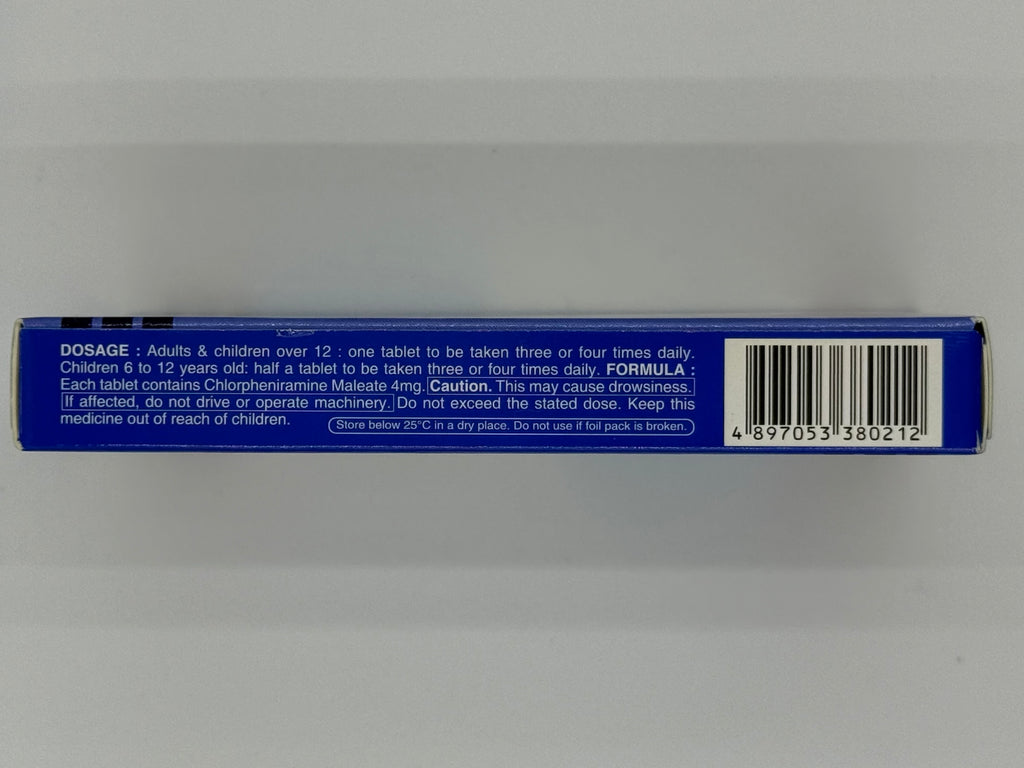 DOSAGE : Adults & children over 12 : one tablet to be taken three or four times daily.
Children 6 to 12 years old: half a tablet to be taken three or four times daily. FORMULA :
Each tablet contains Chlorpheniramine Maleate 4mg. Caution. This may cause drowsiness.
If affected, do not drive or operate machinery. Do not exceed the stated dose. Keep this
medicine out of reach of children.
Store below 25°C in a dry place. Do not use if foil pack is broken.
4 897053 380212